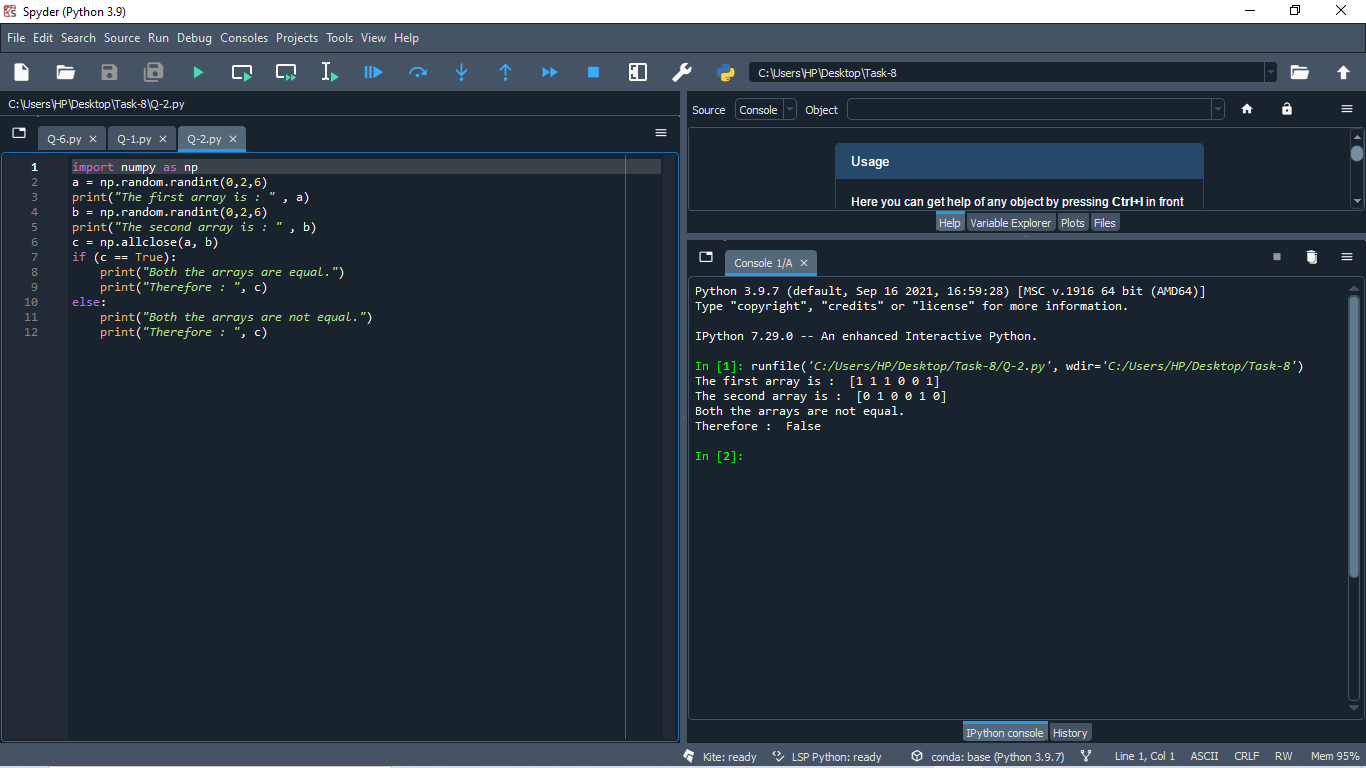 Spyder (Python 3.9)
File Edit Search Source Run Debug Consoles Projects Tools View Help
C:\Users\HP\Desktop\Task-8
C:\Users\HP\Desktop\Task-8\Q-2.py
Q-6.py Q-1.py Q-2.py
1 import numpy as np
2 a = np.random.randint(0,2,6)
3 print("The first array is : " , a)
4 b = np.random.randint(0,2,6)
5 print("The second array is : " , b)
6 c = np.allclose(a, b)
7 if (c == True):
8     print("Both the arrays are equal.")
9     print("Therefore : ", c)
10 else:
11     print("Both the arrays are not equal.")
12     print("Therefore : ", c)
Source Console Object
Usage
Here you can get help of any object by pressing Ctrl+I in front
Help Variable Explorer Plots Files
Console 1/A
Python 3.9.7 (default, Sep 16 2021, 16:59:28) [MSC v.1916 64 bit (AMD64)]
Type "copyright", "credits" or "license" for more information.
IPython 7.29.0 -- An enhanced Interactive Python.
In [1]: runfile('C:/Users/HP/Desktop/Task-8/Q-2.py', wdir='C:/Users/HP/Desktop/Task-8')
The first array is :  [1 1 1 0 0 1]
The second array is :  [0 1 0 0 1 0]
Both the arrays are not equal.
Therefore :  False
In [2]:
IPython console History
Kite: ready LSP Python: ready conda: base (Python 3.9.7) Line 1, Col 1 ASCII CRLF RW Mem 95%